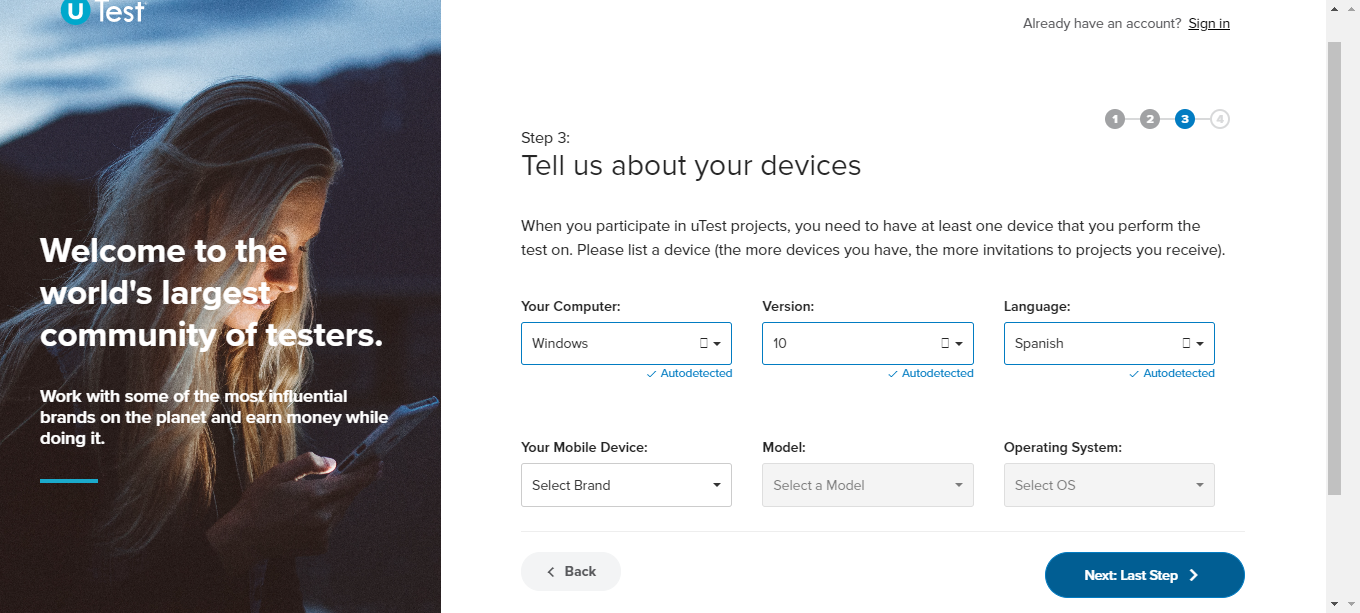 U Test
Already have an account? Sign in
1 2 3 4
Step 3:
Tell us about your devices
When you participate in uTest projects, you need to have at least one device that you perform the
test on. Please list a device (the more devices you have, the more invitations to projects you receive).
Welcome to the
world's largest
community of testers.
Work with some of the most influential
brands on the planet and earn money while
doing it.
Your Computer: Version: Language:
Windows 10 Spanish
Autodetected Autodetected Autodetected
Your Mobile Device: Model: Operating System:
Select Brand Select a Model Select OS
Back Next: Last Step